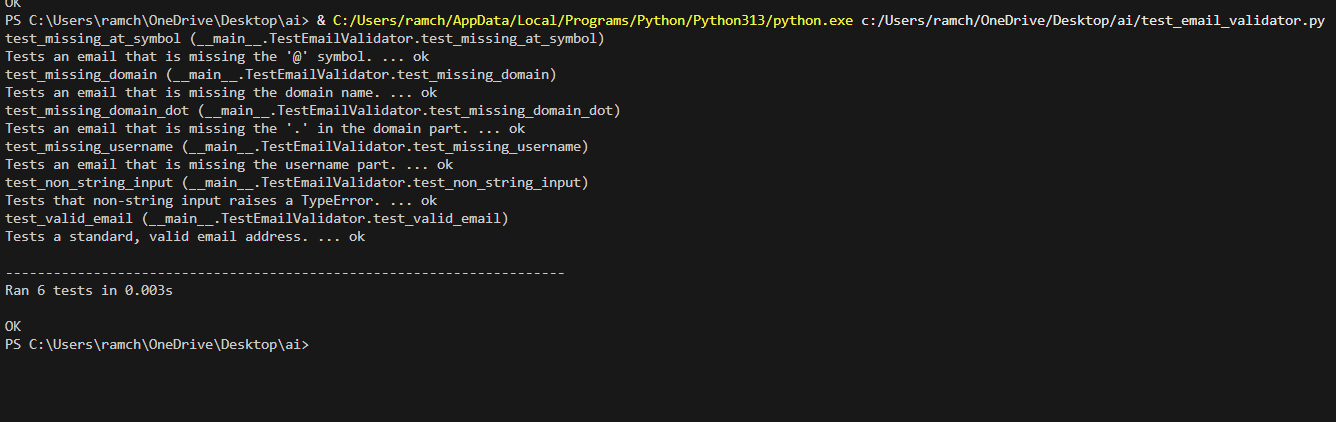 OK
PS C:\Users\ramch\OneDrive\Desktop\ai> & C:/Users/ramch/AppData/Local/Programs/Python/Python313/python.exe c:/Users/ramch/OneDrive/Desktop/ai/test_email_validator.py
test_missing_at_symbol (__main__.TestEmailValidator.test_missing_at_symbol)
Tests an email that is missing the '@' symbol. ... ok
test_missing_domain (__main__.TestEmailValidator.test_missing_domain)
Tests an email that is missing the domain name. ... ok
test_missing_domain_dot (__main__.TestEmailValidator.test_missing_domain_dot)
Tests an email that is missing the '.' in the domain part. ... ok
test_missing_username (__main__.TestEmailValidator.test_missing_username)
Tests an email that is missing the username part. ... ok
test_non_string_input (__main__.TestEmailValidator.test_non_string_input)
Tests that non-string input raises a TypeError. ... ok
test_valid_email (__main__.TestEmailValidator.test_valid_email)
Tests a standard, valid email address. ... ok
----------------------------------------------------------------------
Ran 6 tests in 0.003s
OK
PS C:\Users\ramch\OneDrive\Desktop\ai>